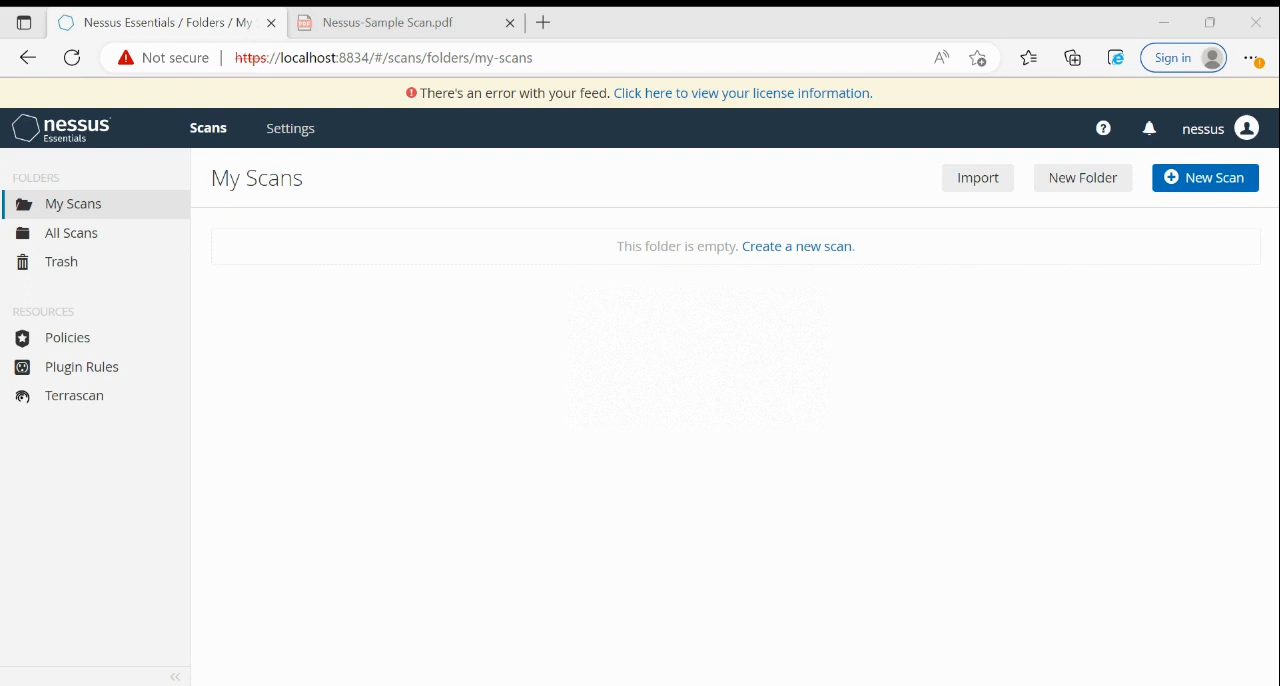 Nessus Essentials / Folders / My
Nessus-Sample Scan.pdf
Not secure | https://localhost:8834/#/scans/folders/my-scans
Sign in
There's an error with your feed. Click here to view your license information.
nessus
Essentials
Scans
Settings
nessus
FOLDERS
My Scans
All Scans
Trash
RESOURCES
Policies
Plugin Rules
Terrascan
My Scans
Import
New Folder
New Scan
This folder is empty. Create a new scan.